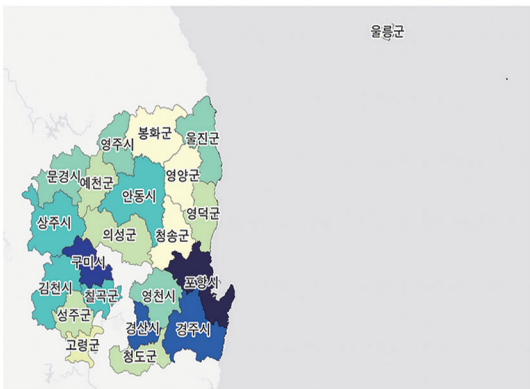 울릉군
봉화군
울진군
영주시
문경시
예천군
영양군
안동시
영덕군
상주시
의성군
청송군
구미시
포항시
김천시
칠곡군
영천시
성주군
경산시
경주시
고령군
청도군